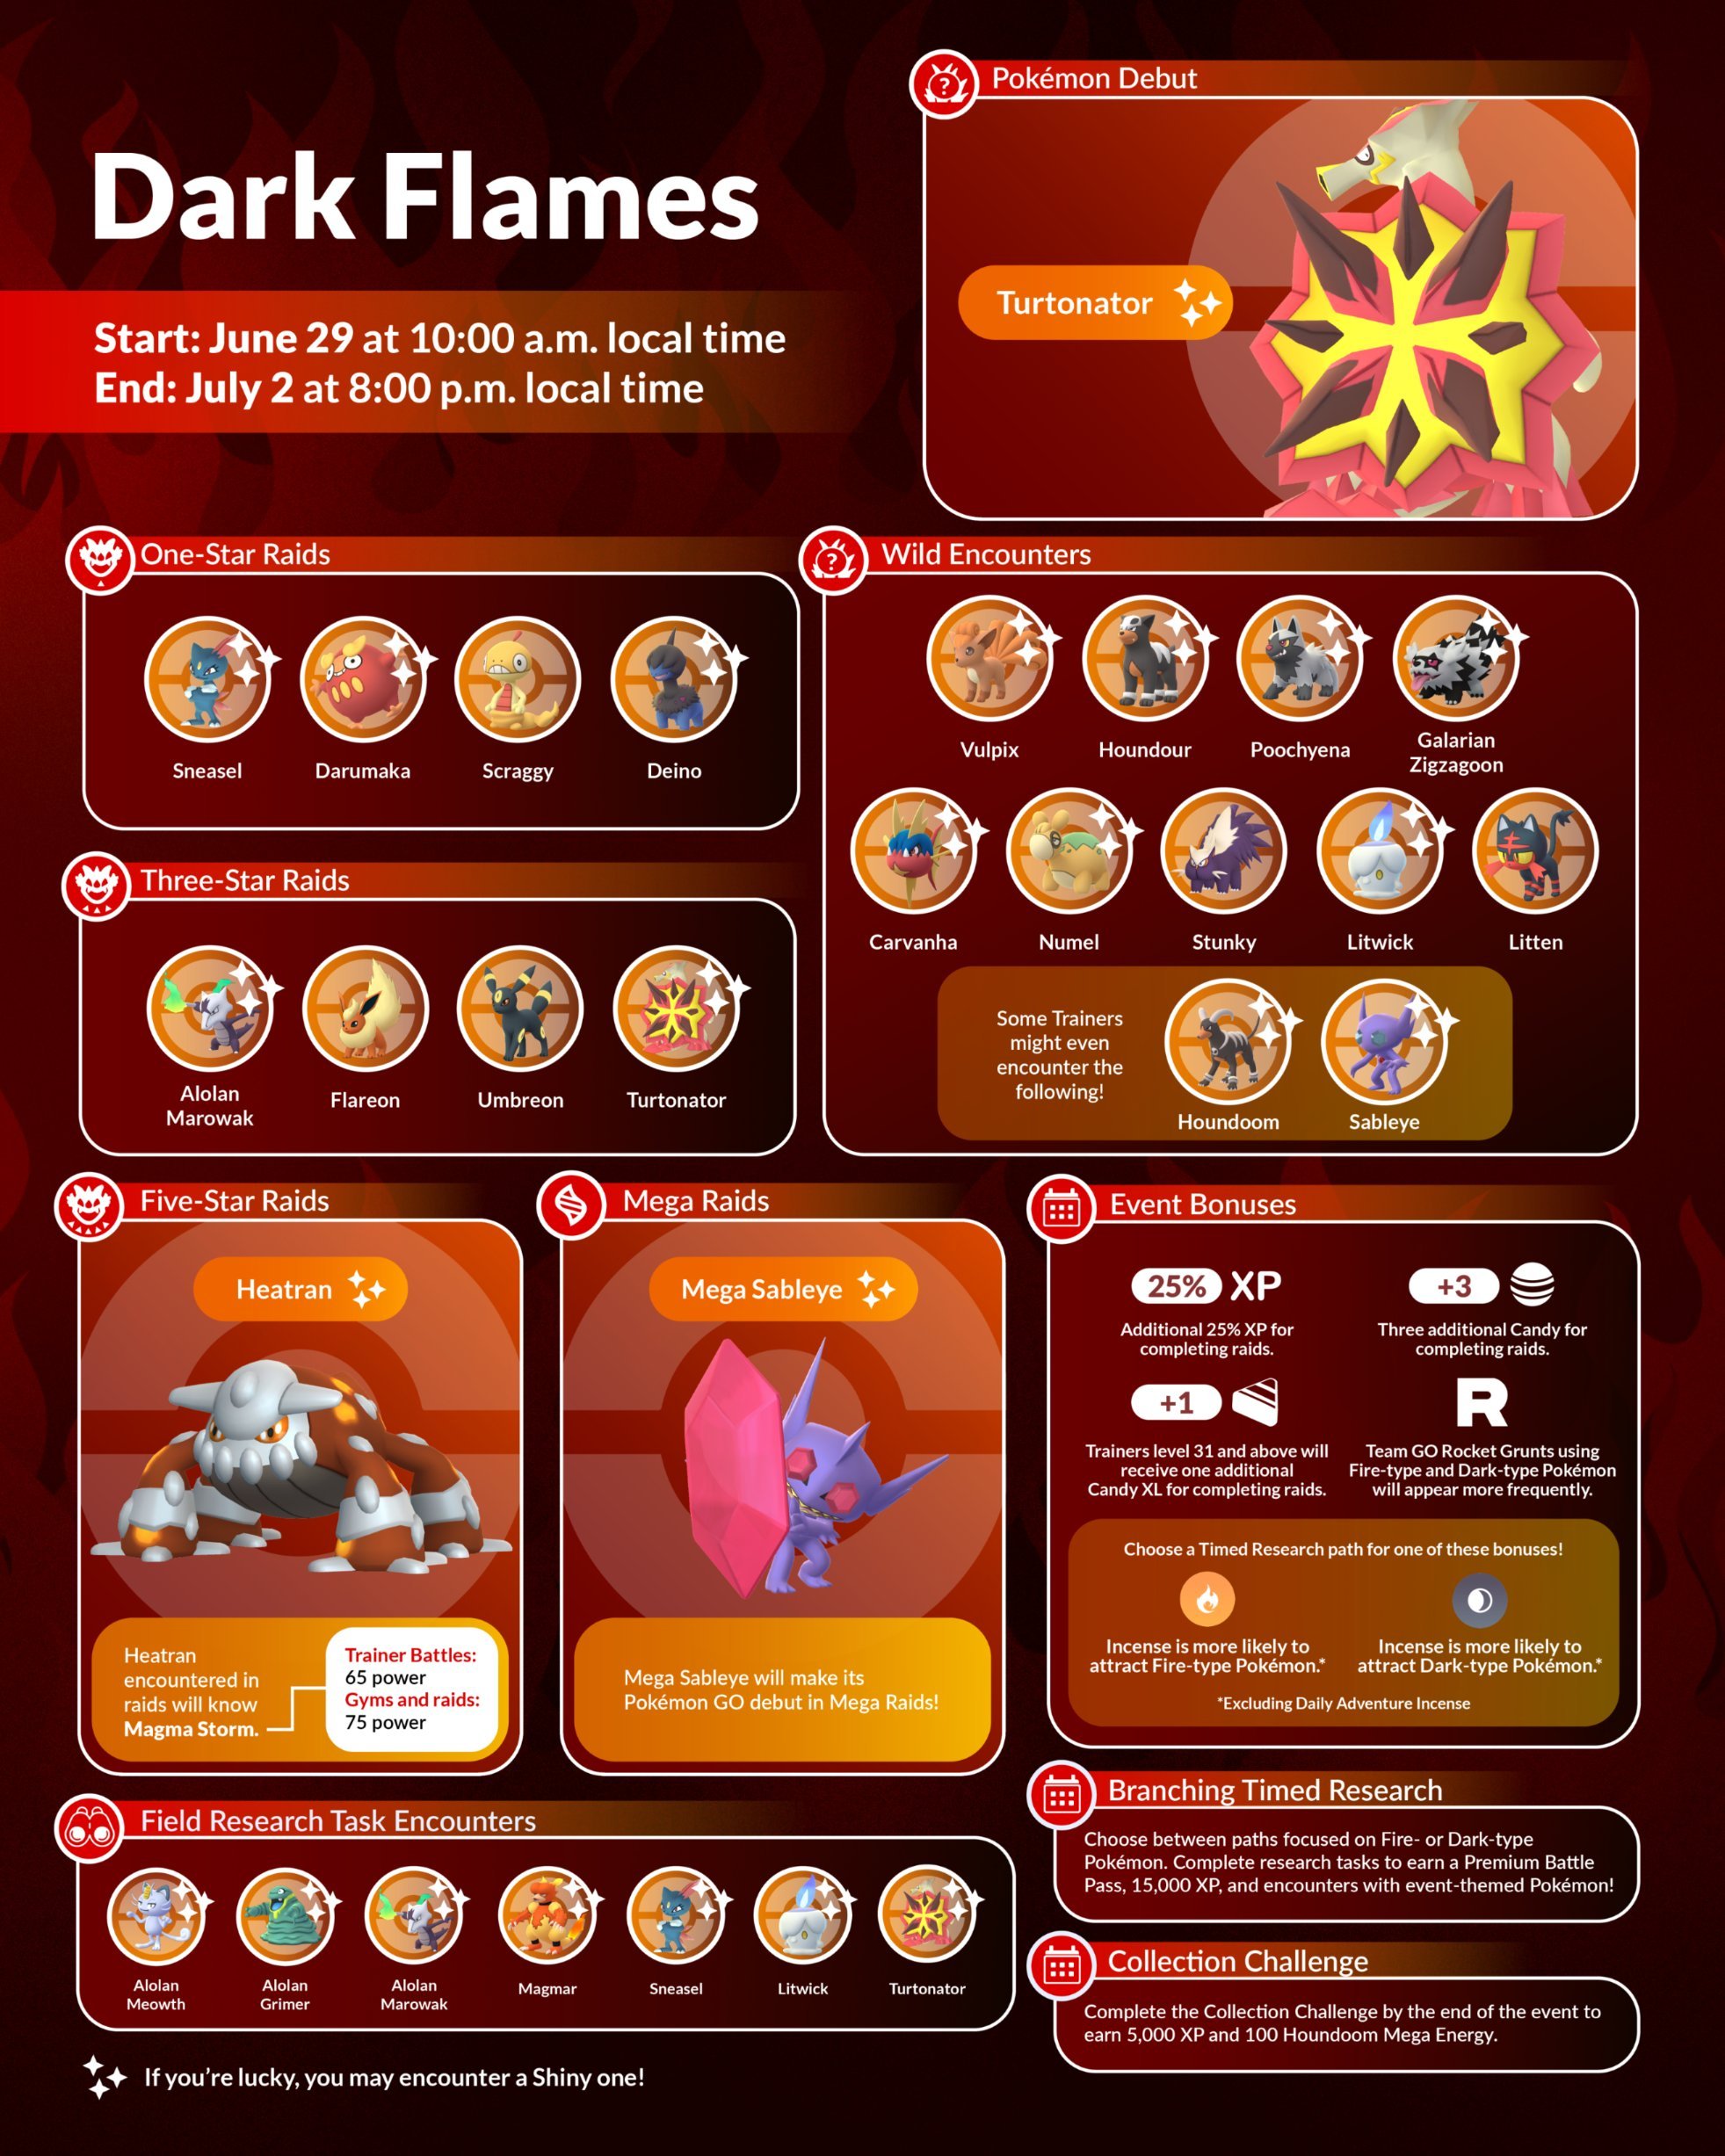 Dark Flames
Start: June 29 at 10:00 a.m. local time
End: July 2 at 8:00 p.m. local time
Pokémon Debut
Turtonator
One-Star Raids
Sneasel
Darumaka
Scraggy
Deino
Three-Star Raids
Alolan
Marowak
Flareon
Umbreon
Turtonator
Wild Encounters
Vulpix
Houndour
Poochyena
Galarian
Zigzagoon
Carvanha
Numel
Stunky
Litwick
Litten
Some Trainers
might even
encounter the
following!
Houndoom
Sableye
Five-Star Raids
Heatran
Heatran
encountered in
raids will know
Magma Storm.
Trainer Battles:
65 power
Gyms and raids:
75 power
Mega Raids
Mega Sableye
Mega Sableye will make its
Pokémon GO debut in Mega Raids!
Event Bonuses
25% XP
Additional 25% XP for
completing raids.
+3
Three additional Candy for
completing raids.
+1
Trainers level 31 and above will
receive one additional
Candy XL for completing raids.
R
Team GO Rocket Grunts using
Fire-type and Dark-type Pokémon
will appear more frequently.
Choose a Timed Research path for one of these bonuses!
Incense is more likely to
attract Fire-type Pokémon.*
Incense is more likely to
attract Dark-type Pokémon.*
*Excluding Daily Adventure Incense
Field Research Task Encounters
Alolan
Meowth
Alolan
Grimer
Alolan
Marowak
Magmar
Sneasel
Litwick
Turtonator
Branching Timed Research
Choose between paths focused on Fire- or Dark-type
Pokémon. Complete research tasks to earn a Premium Battle
Pass, 15,000 XP, and encounters with event-themed Pokémon!
Collection Challenge
Complete the Collection Challenge by the end of the event to
earn 5,000 XP and 100 Houndoom Mega Energy.
If you're lucky, you may encounter a Shiny one!